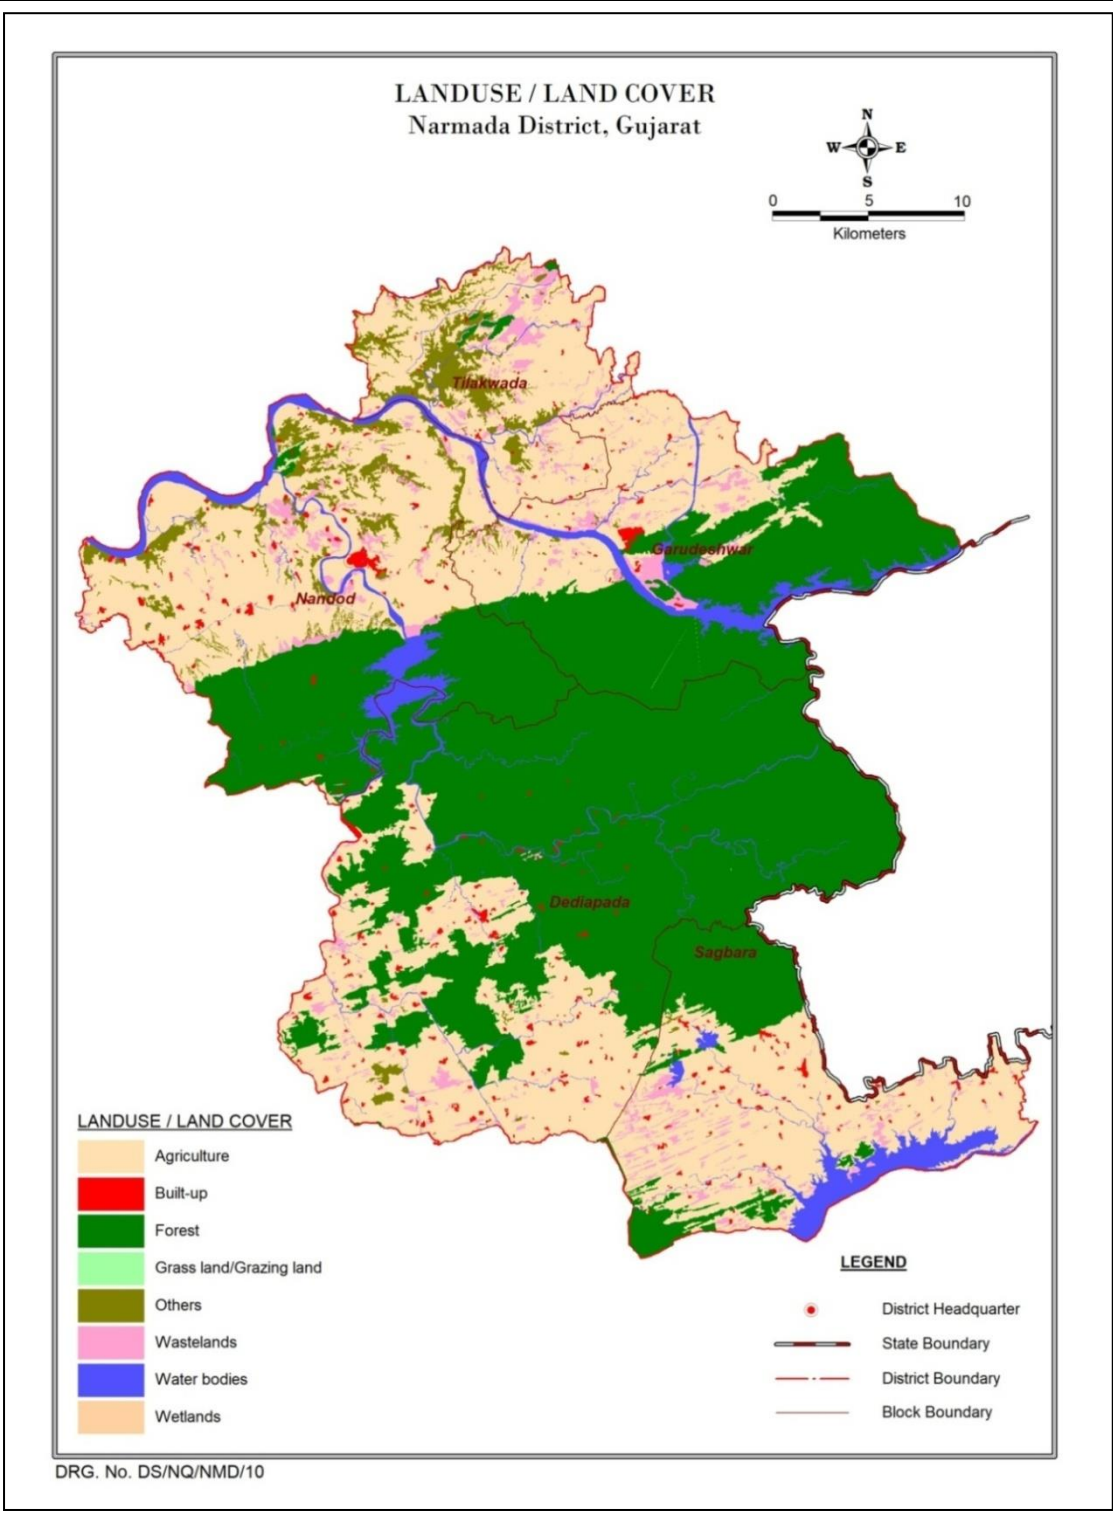 LANDUSE / LAND COVER
Narmada District, Gujarat
N
W E
S
0 5 10
Kilometers
Tilakwada
Garudeshwar
Nandod
Dediapada
Sagbara
LANDUSE / LAND COVER
Agriculture
Built-up
Forest
Grass land/Grazing land
Others
Wastelands
Water bodies
Wetlands
LEGEND
District Headquarter
State Boundary
District Boundary
Block Boundary
DRG. No. DS/NQ/NMD/10